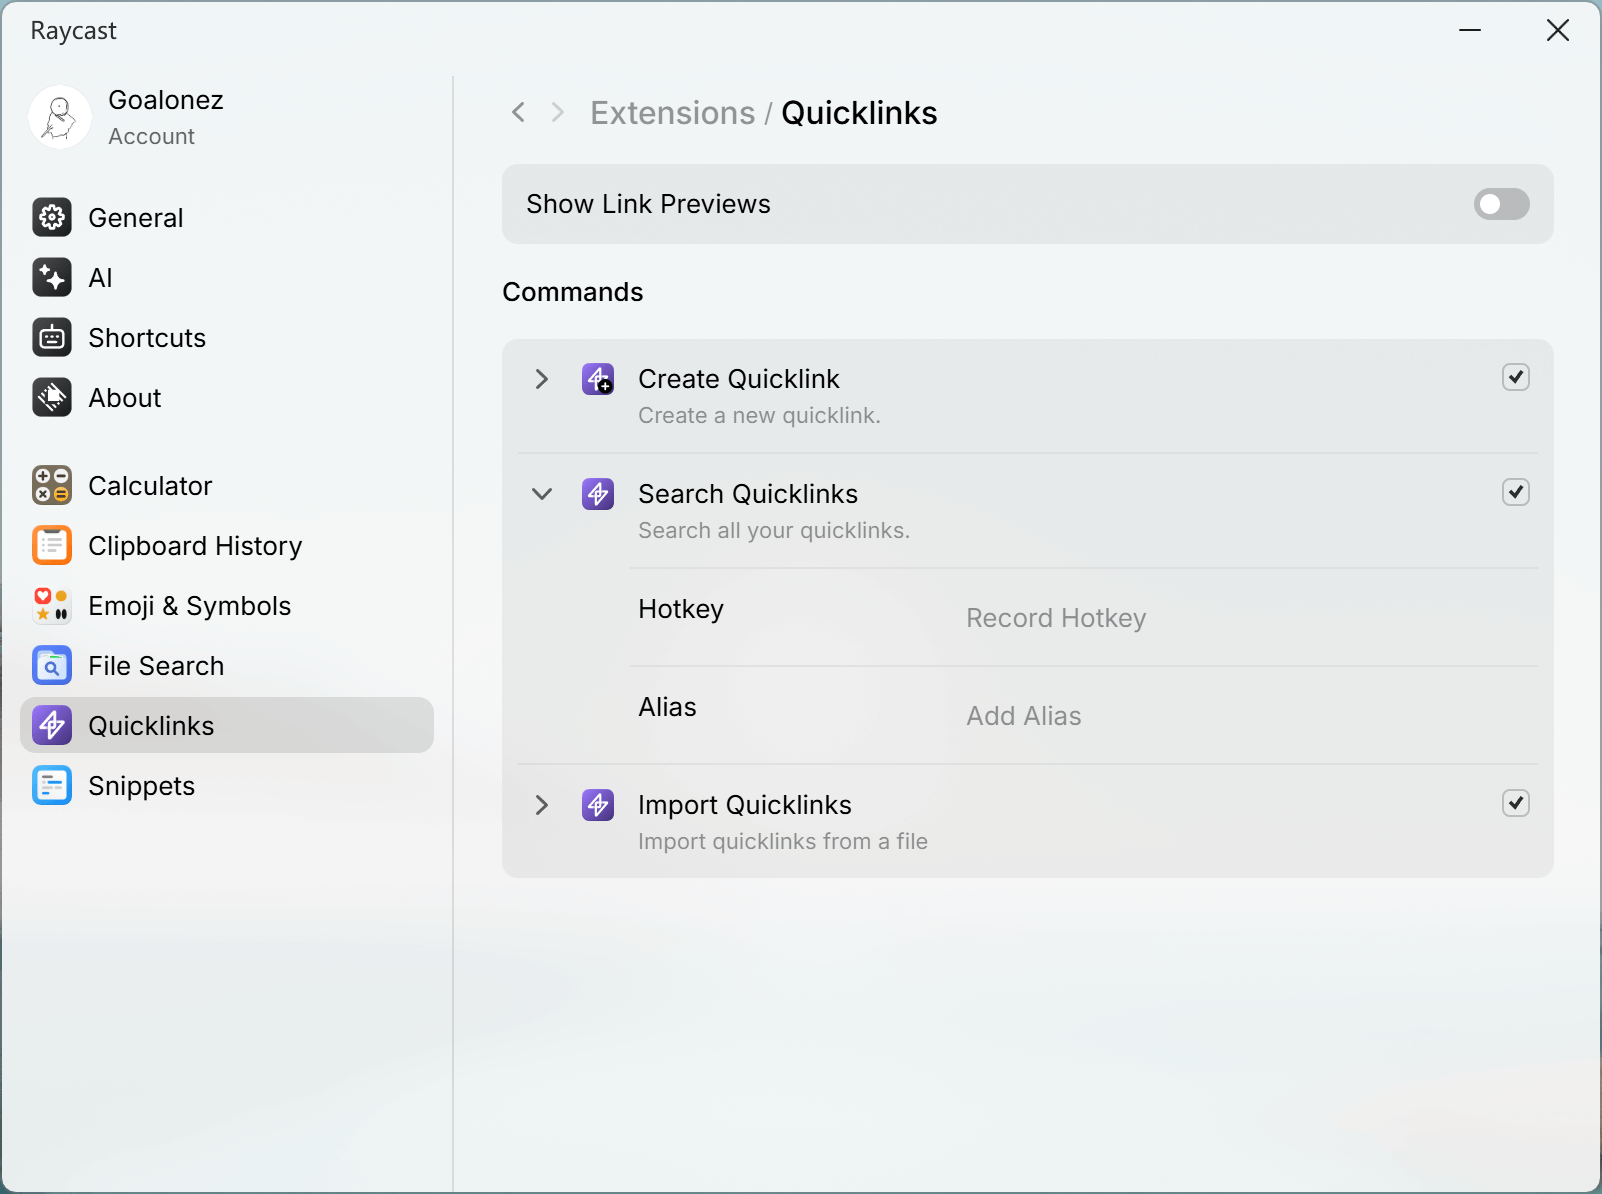 Raycast
Goalonez
Account
General
AI
Shortcuts
About
Calculator
Clipboard History
Emoji & Symbols
File Search
Quicklinks
Snippets
Extensions / Quicklinks
Show Link Previews
Commands
Create Quicklink
Create a new quicklink.
Search Quicklinks
Search all your quicklinks.
Hotkey
Record Hotkey
Alias
Add Alias
Import Quicklinks
Import quicklinks from a file